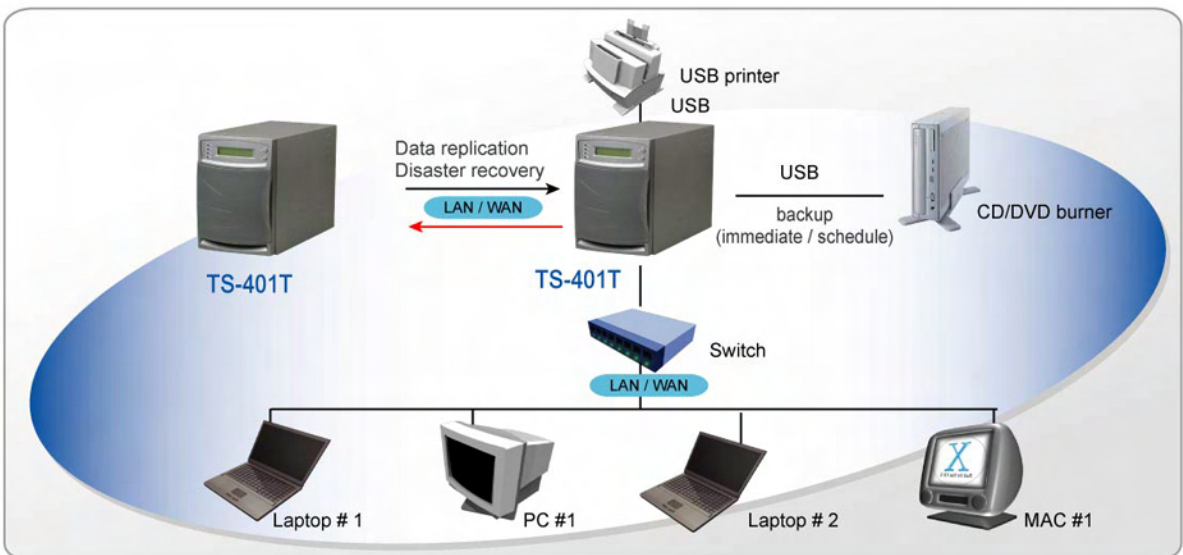 USB printer
USB
Data replication
Disaster recovery
LAN / WAN
USB
backup
(immediate / schedule)
CD/DVD burner
TS-401T
TS-401T
Switch
LAN / WAN
Laptop # 1
PC #1
Laptop # 2
MAC #1
X